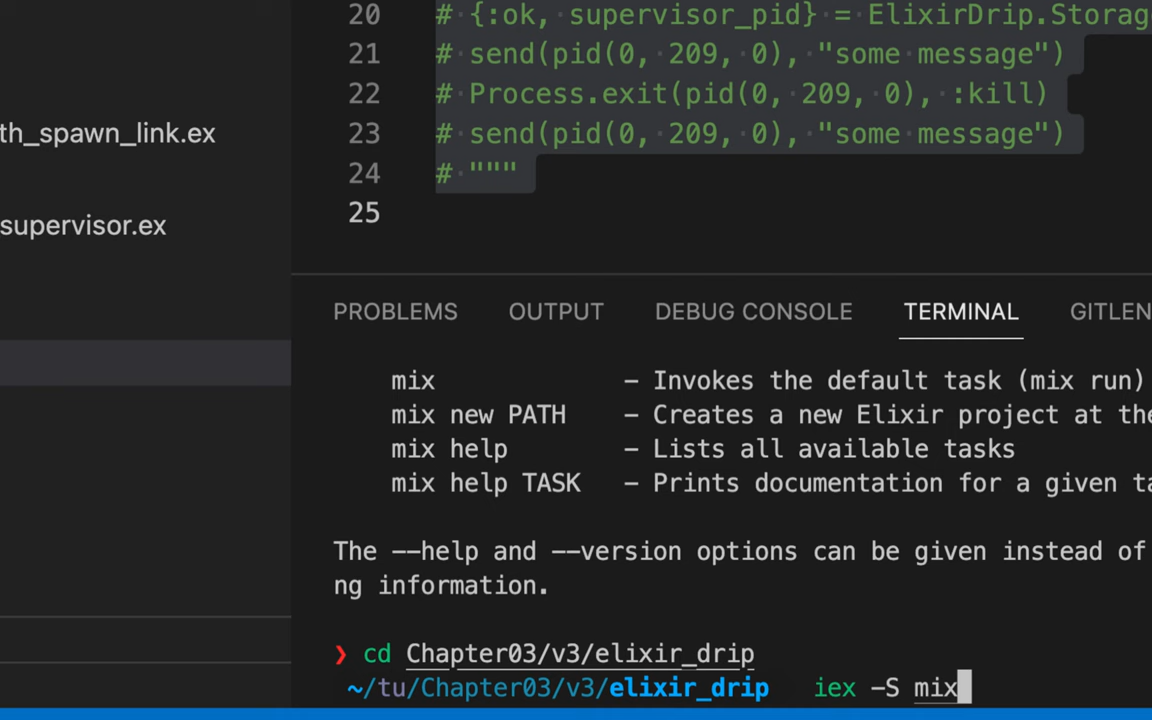 20 # {:ok, supervisor_pid} = ElixirDrip.Storag
21 # send(pid(0, 209, 0), "some message")
22 # Process.exit(pid(0, 209, 0), :kill)
23 # send(pid(0, 209, 0), "some message")
24 # """
25
th_spawn_link.ex
supervisor.ex
PROBLEMS OUTPUT DEBUG CONSOLE TERMINAL GITLEN
mix – Invokes the default task (mix run)
mix new PATH – Creates a new Elixir project at the
mix help – Lists all available tasks
mix help TASK – Prints documentation for a given ta
The --help and --version options can be given instead of
ng information.
❯ cd Chapter03/v3/elixir_drip
~/tu/Chapter03/v3/elixir_drip iex -S mix